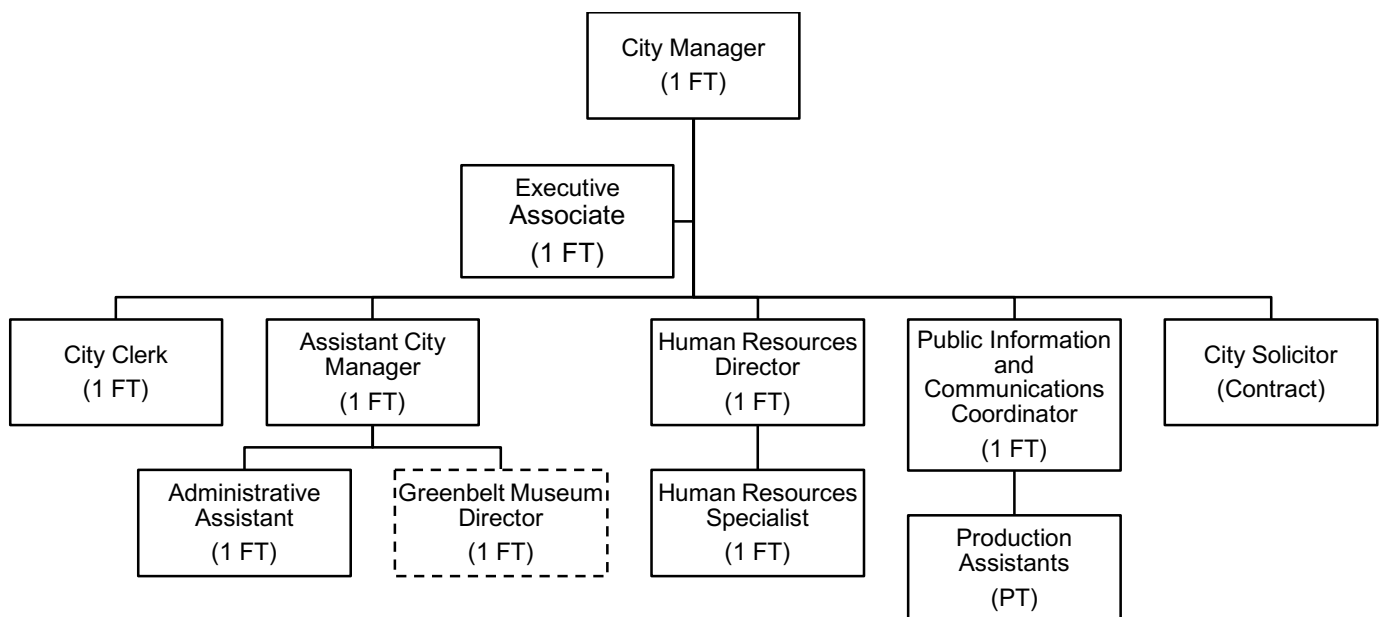 City Manager
(1 FT)
Executive
Associate
(1 FT)
City Clerk
(1 FT)
Assistant City
Manager
(1 FT)
Human Resources
Director
(1 FT)
Public Information
and
Communications
Coordinator
(1 FT)
City Solicitor
(Contract)
Administrative
Assistant
(1 FT)
Greenbelt Museum
Director
(1 FT)
Human Resources
Specialist
(1 FT)
Production
Assistants
(PT)